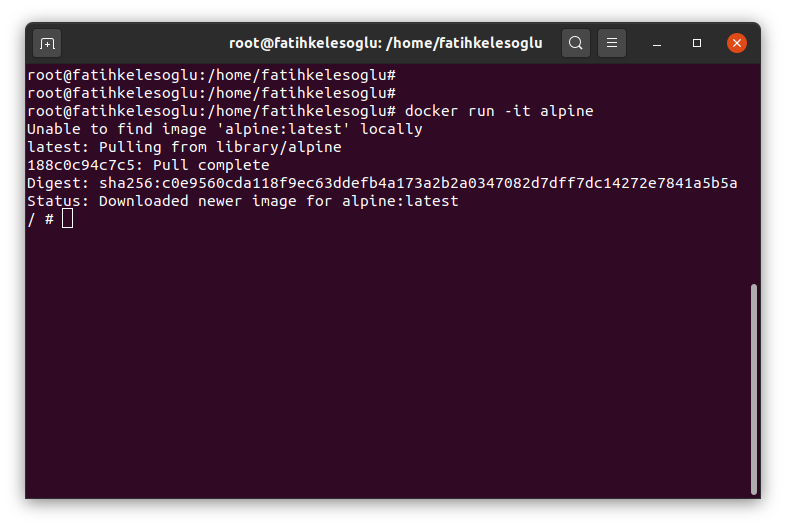 root@fatihkelesoglu: /home/fatihkelesoglu
root@fatihkelesoglu:/home/fatihkelesoglu#
root@fatihkelesoglu:/home/fatihkelesoglu#
root@fatihkelesoglu:/home/fatihkelesoglu# docker run -it alpine
Unable to find image 'alpine:latest' locally
latest: Pulling from library/alpine
188c0c94c7c5: Pull complete
Digest: sha256:c0e9560cda118f9ec63ddefb4a173a2b2a0347082d7dff7dc14272e7841a5b5a
Status: Downloaded newer image for alpine:latest
/ #